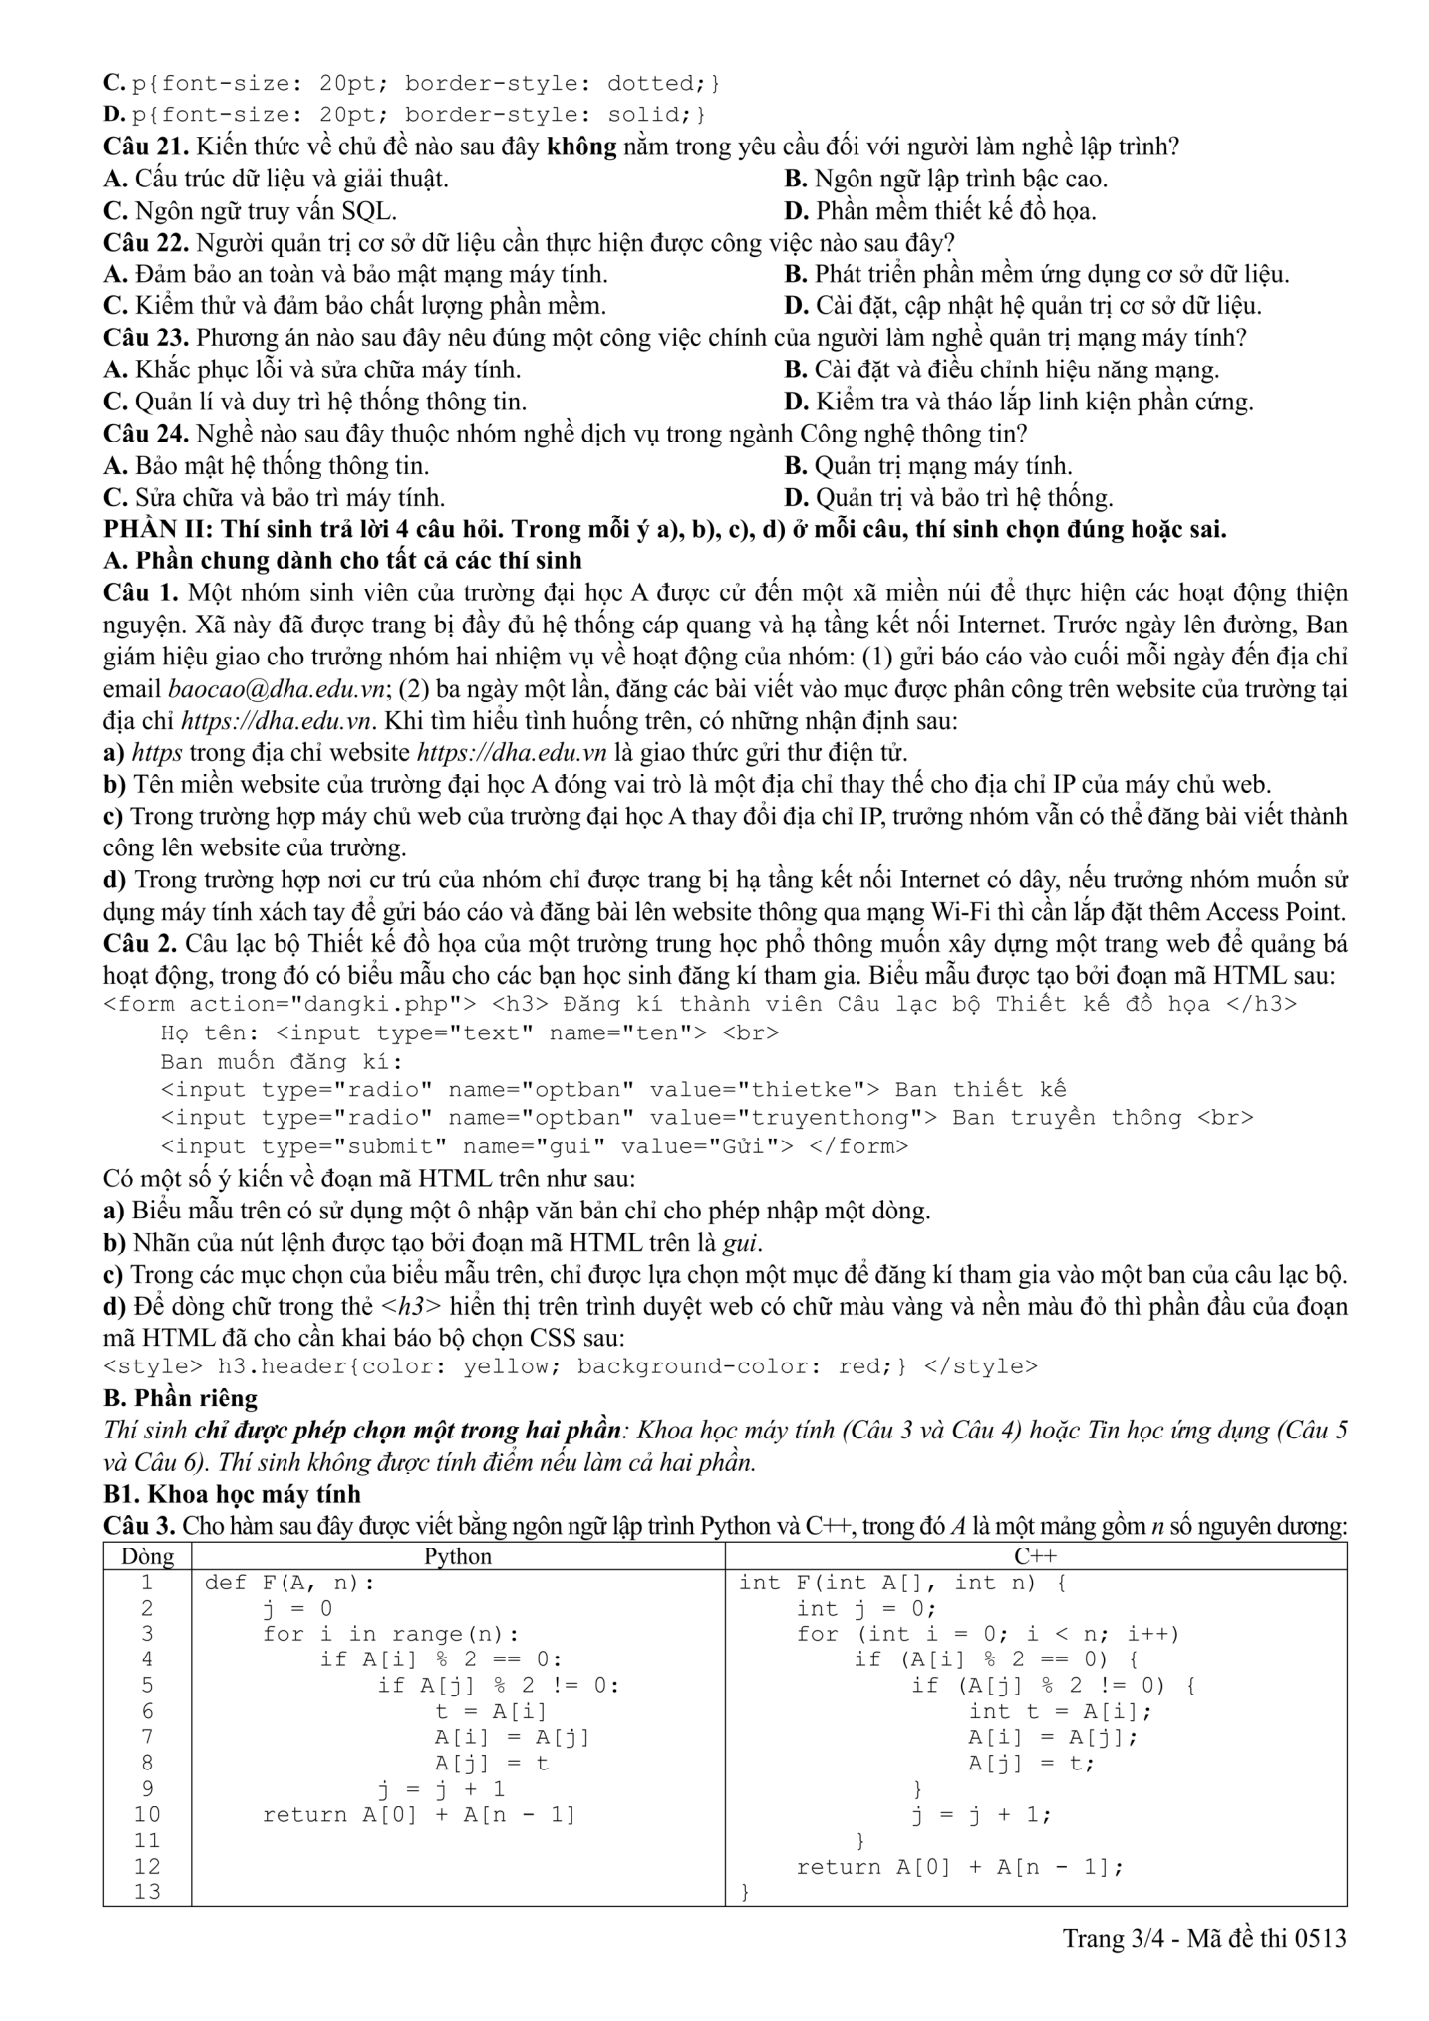 C. p{font-size: 20pt; border-style: dotted;}
D. p{font-size: 20pt; border-style: solid;}
Câu 21. Kiến thức về chủ đề nào sau đây không nằm trong yêu cầu đối với người làm nghề lập trình?
A. Cấu trúc dữ liệu và giải thuật. B. Ngôn ngữ lập trình bậc cao.
C. Ngôn ngữ truy vấn SQL. D. Phần mềm thiết kế đồ họa.
Câu 22. Người quản trị cơ sở dữ liệu cần thực hiện được công việc nào sau đây?
A. Đảm bảo an toàn và bảo mật mạng máy tính. B. Phát triển phần mềm ứng dụng cơ sở dữ liệu.
C. Kiểm thử và đảm bảo chất lượng phần mềm. D. Cài đặt, cập nhật hệ quản trị cơ sở dữ liệu.
Câu 23. Phương án nào sau đây nêu đúng một công việc chính của người làm nghề quản trị mạng máy tính?
A. Khắc phục lỗi và sửa chữa máy tính. B. Cài đặt và điều chỉnh hiệu năng mạng.
C. Quản lí và duy trì hệ thống thông tin. D. Kiểm tra và tháo lắp linh kiện phần cứng.
Câu 24. Nghề nào sau đây thuộc nhóm nghề dịch vụ trong ngành Công nghệ thông tin?
A. Bảo mật hệ thống thông tin. B. Quản trị mạng máy tính.
C. Sửa chữa và bảo trì máy tính. D. Quản trị và bảo trì hệ thống.
PHẦN II: Thí sinh trả lời 4 câu hỏi. Trong mỗi ý a), b), c), d) ở mỗi câu, thí sinh chọn đúng hoặc sai.
A. Phần chung dành cho tất cả các thí sinh
Câu 1. Một nhóm sinh viên của trường đại học A được cử đến một xã miền núi để thực hiện các hoạt động thiện
nguyện. Xã này đã được trang bị đầy đủ hệ thống cáp quang và hạ tầng kết nối Internet. Trước ngày lên đường, Ban
giám hiệu giao cho trưởng nhóm hai nhiệm vụ về hoạt động của nhóm: (1) gửi báo cáo vào cuối mỗi ngày đến địa chỉ
email baocao@dha.edu.vn; (2) ba ngày một lần, đăng các bài viết vào mục được phân công trên website của trường tại
địa chỉ https://dha.edu.vn. Khi tìm hiểu tình huống trên, có những nhận định sau:
a) https trong địa chỉ website https://dha.edu.vn là giao thức gửi thư điện tử.
b) Tên miền website của trường đại học A đóng vai trò là một địa chỉ thay thế cho địa chỉ IP của máy chủ web.
c) Trong trường hợp máy chủ web của trường đại học A thay đổi địa chỉ IP, trưởng nhóm vẫn có thể đăng bài viết thành
công lên website của trường.
d) Trong trường hợp nơi cư trú của nhóm chỉ được trang bị hạ tầng kết nối Internet có dây, nếu trưởng nhóm muốn sử
dụng máy tính xách tay để gửi báo cáo và đăng bài lên website thông qua mạng Wi-Fi thì cần lắp đặt thêm Access Point.
Câu 2. Câu lạc bộ Thiết kế đồ họa của một trường trung học phổ thông muốn xây dựng một trang web để quảng bá
hoạt động, trong đó có biểu mẫu cho các bạn học sinh đăng kí tham gia. Biểu mẫu được tạo bởi đoạn mã HTML sau:
<form action="dangki.php"> <h3> Đăng kí thành viên Câu lạc bộ Thiết kế đồ họa </h3>
Họ tên: <input type="text" name="ten"> <br>
Ban muốn đăng kí:
<input type="radio" name="optban" value="thietke"> Ban thiết kế
<input type="radio" name="optban" value="truyenthong"> Ban truyền thông <br>
<input type="submit" name="gui" value="Gửi"> </form>
Có một số ý kiến về đoạn mã HTML trên như sau:
a) Biểu mẫu trên có sử dụng một ô nhập văn bản chỉ cho phép nhập một dòng.
b) Nhãn của nút lệnh được tạo bởi đoạn mã HTML trên là gui.
c) Trong các mục chọn của biểu mẫu trên, chỉ được lựa chọn một mục để đăng kí tham gia vào một ban của câu lạc bộ.
d) Để dòng chữ trong thẻ <h3> hiển thị trên trình duyệt web có chữ màu vàng và nền màu đỏ thì phần đầu của đoạn
mã HTML đã cho cần khai báo bộ chọn CSS sau:
<style> h3.header{color: yellow; background-color: red;} </style>
B. Phần riêng
Thí sinh chỉ được phép chọn một trong hai phần: Khoa học máy tính (Câu 3 và Câu 4) hoặc Tin học ứng dụng (Câu 5
và Câu 6). Thí sinh không được tính điểm nếu làm cả hai phần.
B1. Khoa học máy tính
Câu 3. Cho hàm sau đây được viết bằng ngôn ngữ lập trình Python và C++, trong đó A là một mảng gồm n số nguyên dương:
Dòng Python C++
1 def F(A, n): int F(int A[], int n) {
2 j = 0 int j = 0;
3 for i in range(n): for (int i = 0; i < n; i++)
4 if A[i] % 2 == 0: if (A[i] % 2 == 0) {
5 if A[j] % 2 != 0: if (A[j] % 2 != 0) {
6 t = A[i] int t = A[i];
7 A[i] = A[j] A[i] = A[j];
8 A[j] = t A[j] = t;
9 j = j + 1 }
10 return A[0] + A[n - 1] j = j + 1;
11 }
12 return A[0] + A[n - 1];
13 }
Trang 3/4 - Mã đề thi 0513